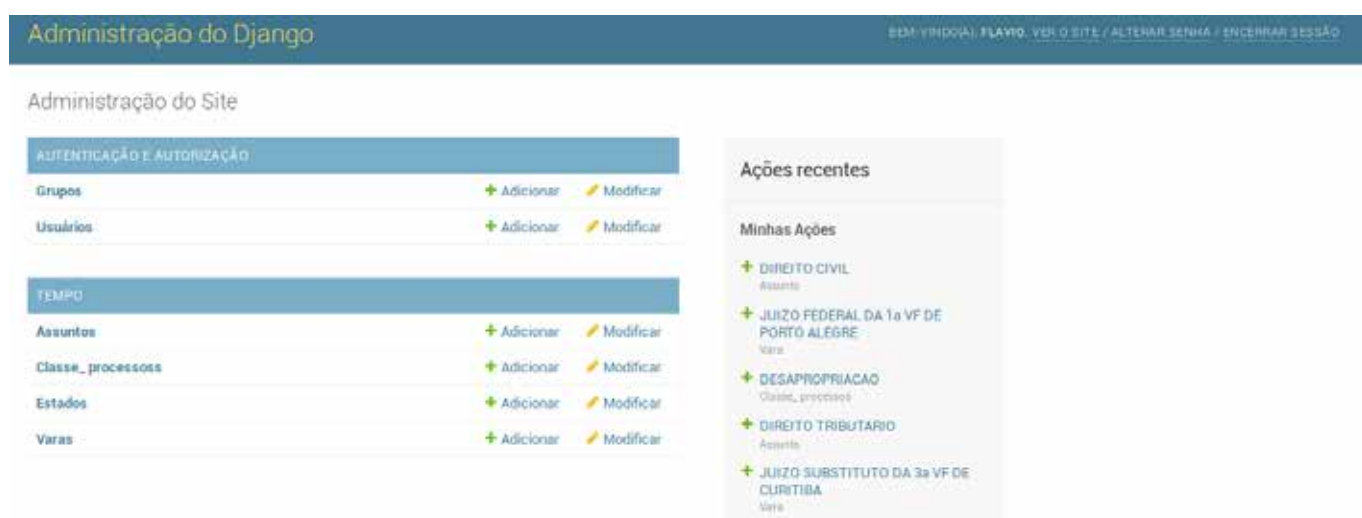 Administração do Django
BEM-VINDO(A), FLAVIO. VER O SITE / ALTERAR SENHA / ENCERRAR SESSÃO
Administração do Site
AUTENTICAÇÃO E AUTORIZAÇÃO
Grupos Adicionar Modificar
Usuários Adicionar Modificar
TEMPO
Assuntos Adicionar Modificar
Classe_processoss Adicionar Modificar
Estados Adicionar Modificar
Varas Adicionar Modificar
Ações recentes
Minhas Ações
DIREITO CIVIL
Assunto
JUIZO FEDERAL DA 1a VF DE
PORTO ALEGRE
Vara
DESAPROPRIACAO
Classe_processos
DIREITO TRIBUTARIO
Assunto
JUIZO SUBSTITUTO DA 3a VF DE
CURITIBA
Vara